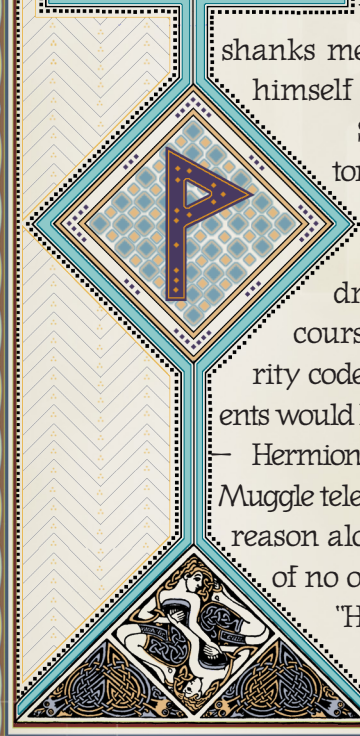 shanks me
himself
S
P
tor
dr
cours
rity code
ents would
— Hermion
Muggle tele
reason alo
of no o
"H